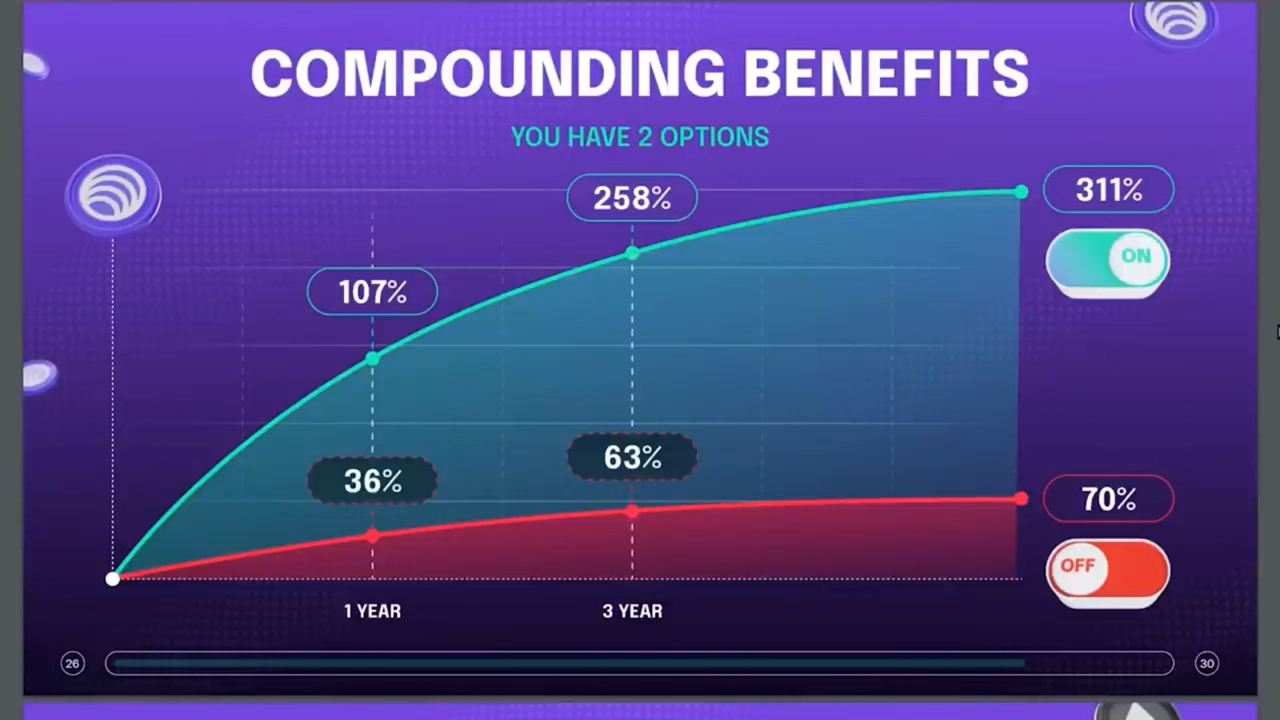 COMPOUNDING BENEFITS
YOU HAVE 2 OPTIONS
258%
311%
ON
107%
63%
36%
70%
OFF
1 YEAR
3 YEAR
26
30